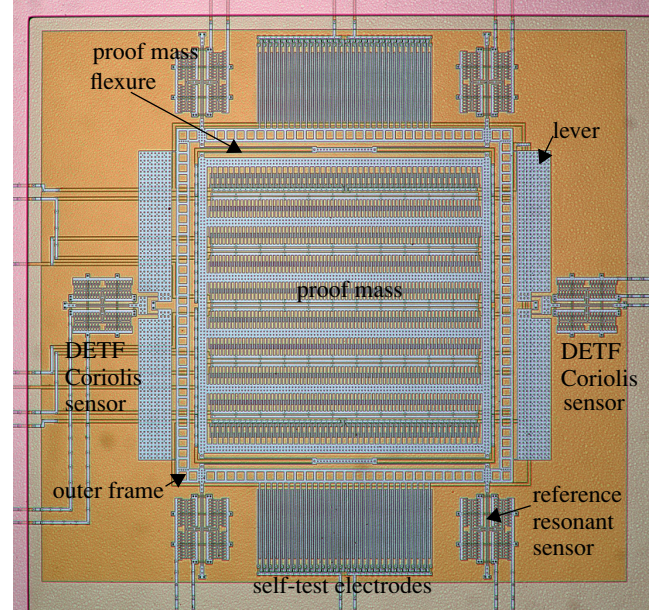 proof mass
flexure
lever
proof mass
DETF
Coriolis
sensor
DETF
Coriolis
sensor
outer frame
reference
resonant
sensor
self-test electrodes